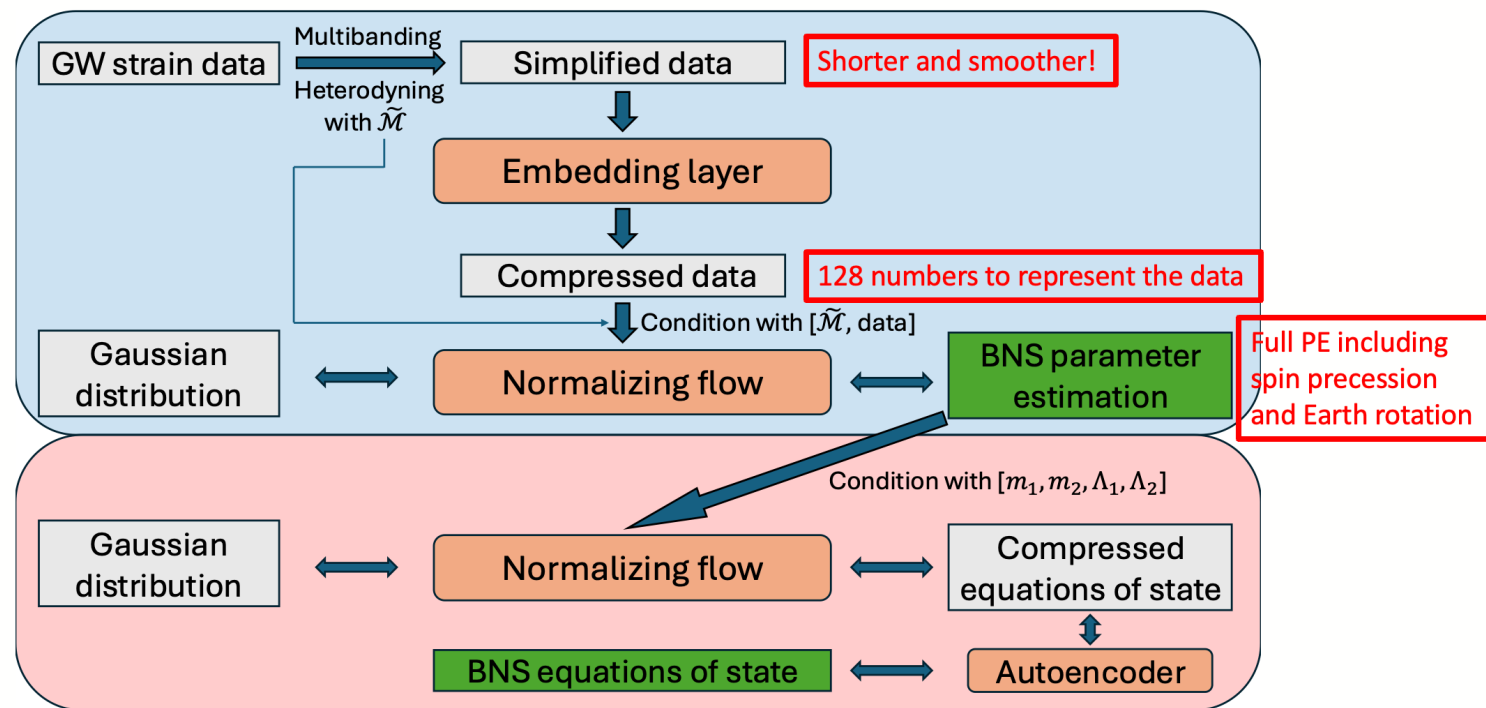 GW strain data
Multibanding
Heterodyning
with ℳ̃
Simplified data
Shorter and smoother!
Embedding layer
Compressed data
128 numbers to represent the data
Condition with [ℳ̃, data]
Gaussian
distribution
Normalizing flow
BNS parameter
estimation
Full PE including
spin precession
and Earth rotation
Condition with [m₁, m₂, Λ₁, Λ₂]
Gaussian
distribution
Normalizing flow
Compressed
equations of state
BNS equations of state
Autoencoder